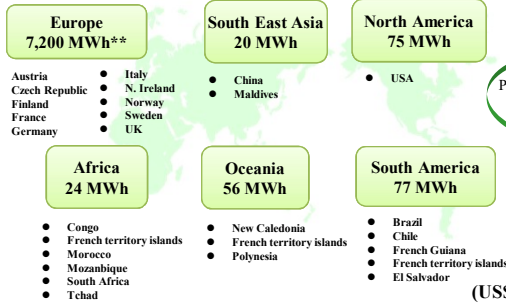 Europe
7,200 MWh**
Austria
Czech Republic
Finland
France
Germany
● Italy
● N. Ireland
● Norway
● Sweden
● UK
South East Asia
20 MWh
● China
● Maldives
North America
75 MWh
● USA
P
Africa
24 MWh
● Congo
● French territory islands
● Morocco
● Mozambique
● South Africa
● Tchad
Oceania
56 MWh
● New Caledonia
● French territory islands
● Polynesia
South America
77 MWh
● Brazil
● Chile
● French Guiana
● French territory islands
● El Salvador
(US